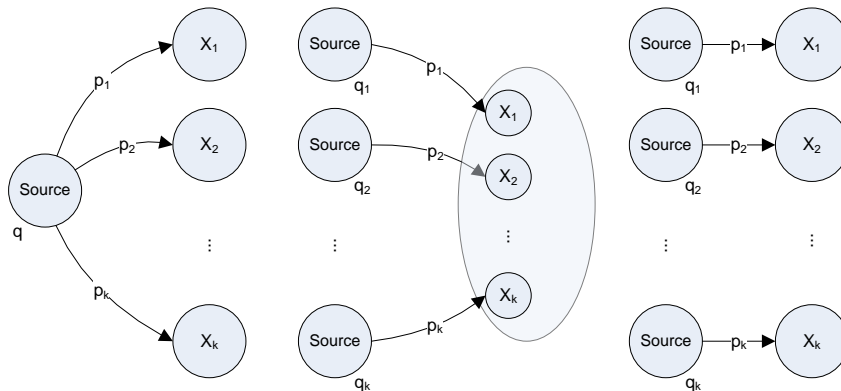 Source
q
p1
p2
pk
X1
X2
⋮
Xk
Source
q1
p1
Source
q2
p2
⋮
Source
qk
pk
X1
X2
⋮
Xk
Source
q1
p1
X1
Source
q2
p2
X2
⋮
⋮
Source
qk
pk
Xk